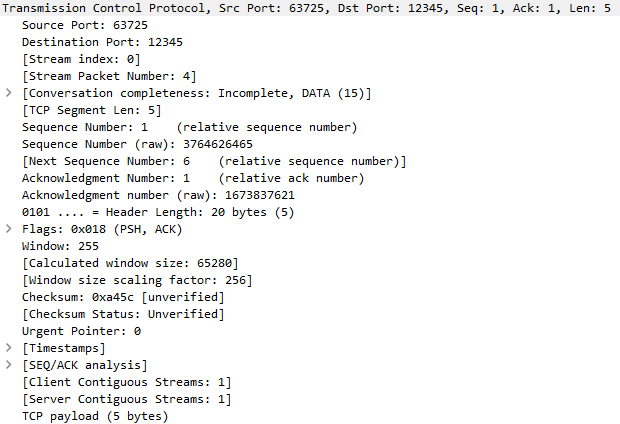 Transmission Control Protocol, Src Port: 63725, Dst Port: 12345, Seq: 1, Ack: 1, Len: 5
Source Port: 63725
Destination Port: 12345
[Stream index: 0]
[Stream Packet Number: 4]
[Conversation completeness: Incomplete, DATA (15)]
[TCP Segment Len: 5]
Sequence Number: 1    (relative sequence number)
Sequence Number (raw): 3764626465
[Next Sequence Number: 6    (relative sequence number)]
Acknowledgment Number: 1    (relative ack number)
Acknowledgment number (raw): 1673837621
0101 .... = Header Length: 20 bytes (5)
Flags: 0x018 (PSH, ACK)
Window: 255
[Calculated window size: 65280]
[Window size scaling factor: 256]
Checksum: 0xa45c [unverified]
[Checksum Status: Unverified]
Urgent Pointer: 0
[Timestamps]
[SEQ/ACK analysis]
[Client Contiguous Streams: 1]
[Server Contiguous Streams: 1]
TCP payload (5 bytes)